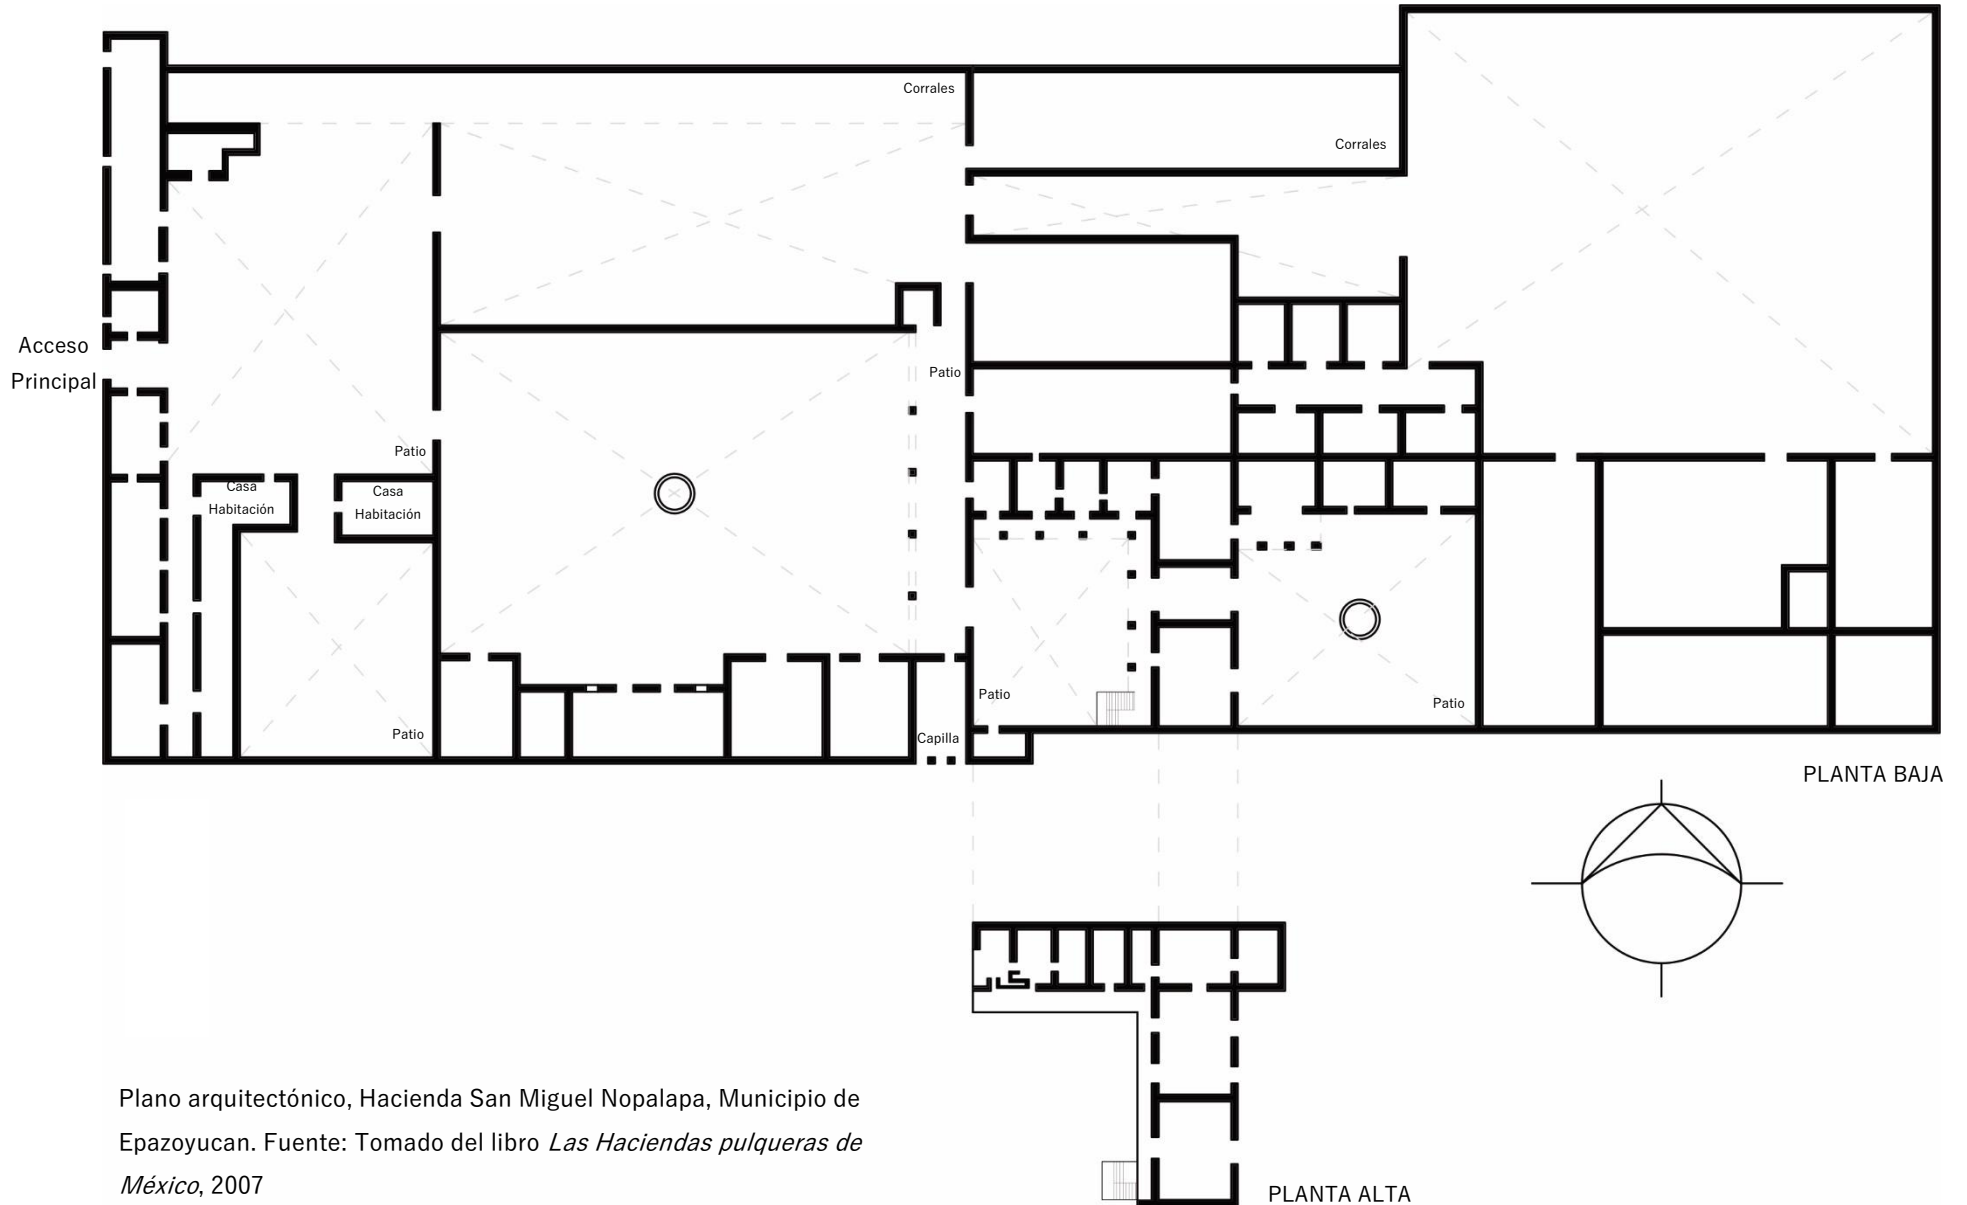 Corrales
Corrales
Acceso
Principal
Patio
Patio
Casa
Habitación
Casa
Habitación
Patio
Patio
Patio
Capilla
PLANTA BAJA
Plano arquitectónico, Hacienda San Miguel Nopalapa, Municipio de
Epazoyucan. Fuente: Tomado del libro Las Haciendas pulqueras de
México, 2007
PLANTA ALTA